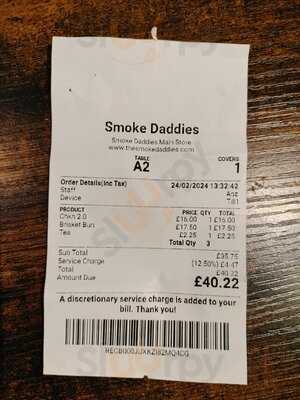 Smoke Daddies
Smoke Daddies Main Store
www.thesmokedaddies.com
TABLE COVERS
A2 1
Order Details(Inc Tax) 24/02/2024 13:32:42
Staff
Device Till1
PRODUCT PRICE QTY TOTAL
Chkn 2.0 £16.00 1 £16.00
Brisket Bun £17.50 1 £17.50
Tea £2.25 1 £2.25
Total Qty 3
Sub Total £35.75
Service Charge (12.50%) £4.47
Total £40.22
Amount Due £40.22
A discretionary service charge is added to your
bill. Thank you!